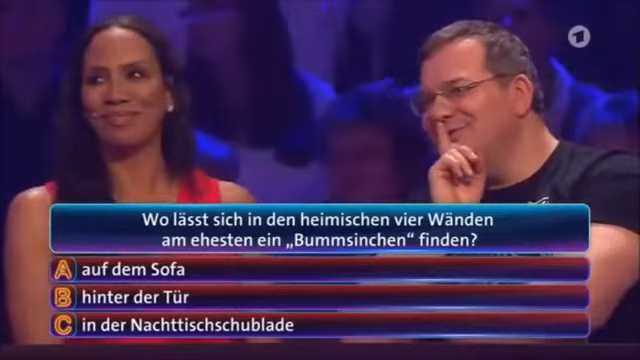 Wo lässt sich in den heimischen vier Wänden
am ehesten ein „Bummsinchen“ finden?
A auf dem Sofa
B hinter der Tür
C in der Nachttischschublade